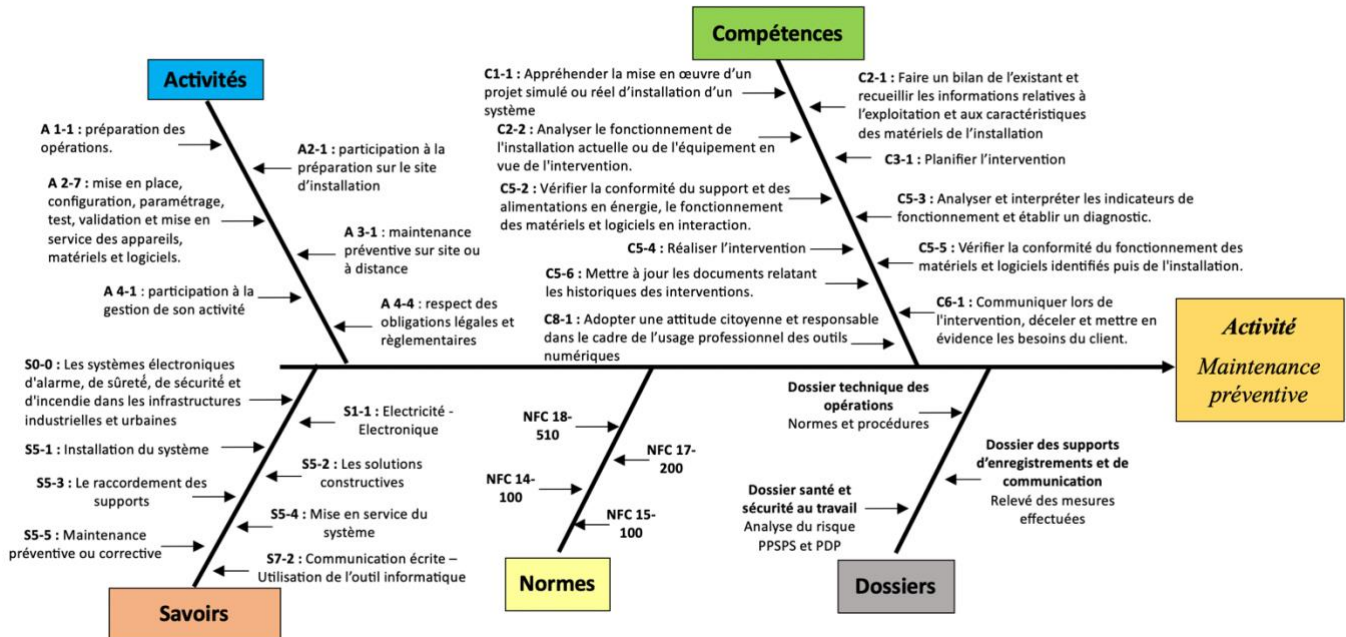 Compétences
Activités
C1-1 : Appréhender la mise en œuvre d'un
projet simulé ou réel d'installation d'un
système
C2-1 : Faire un bilan de l'existant et
recueillir les informations relatives à
l'exploitation et aux caractéristiques
des matériels de l'installation
C2-2 : Analyser le fonctionnement de
l'installation actuelle ou de l'équipement en
vue de l'intervention.
C3-1 : Planifier l'intervention
C5-2 : Vérifier la conformité du support et des
alimentations en énergie, le fonctionnement
des matériels et logiciels en interaction.
C5-3 : Analyser et interpréter les indicateurs de
fonctionnement et établir un diagnostic.
C5-4 : Réaliser l'intervention
C5-5 : Vérifier la conformité du fonctionnement des
matériels et logiciels identifiés puis de l'installation.
C5-6 : Mettre à jour les documents relatant
les historiques des interventions.
C6-1 : Communiquer lors de
l'intervention, déceler et mettre en
évidence les besoins du client.
C8-1 : Adopter une attitude citoyenne et responsable
dans le cadre de l'usage professionnel des outils
numériques
A 1-1 : préparation des
opérations.
A2-1 : participation à la
préparation sur le site
d'installation
A 2-7 : mise en place,
configuration, paramétrage,
test, validation et mise en
service des appareils,
matériels et logiciels.
A 3-1 : maintenance
préventive sur site ou
à distance
A 4-1 : participation à la
gestion de son activité
A 4-4 : respect des
obligations légales et
règlementaires
Activité
Maintenance
préventive
S0-0 : Les systèmes électroniques
d'alarme, de sûreté, de sécurité et
d'incendie dans les infrastructures
industrielles et urbaines
S1-1 : Electricité -
Electronique
S5-1 : Installation du système
S5-2 : Les solutions
constructives
S5-3 : Le raccordement des
supports
S5-4 : Mise en service du
système
S5-5 : Maintenance
préventive ou corrective
S7-2 : Communication écrite –
Utilisation de l'outil informatique
Savoirs
NFC 18-
510
NFC 17-
200
NFC 14-
100
NFC 15-
100
Normes
Dossier technique des
opérations
Normes et procédures
Dossier des supports
d'enregistrements et de
communication
Relevé des mesures
effectuées
Dossier santé et
sécurité au travail
Analyse du risque
PPSPS et PDP
Dossiers